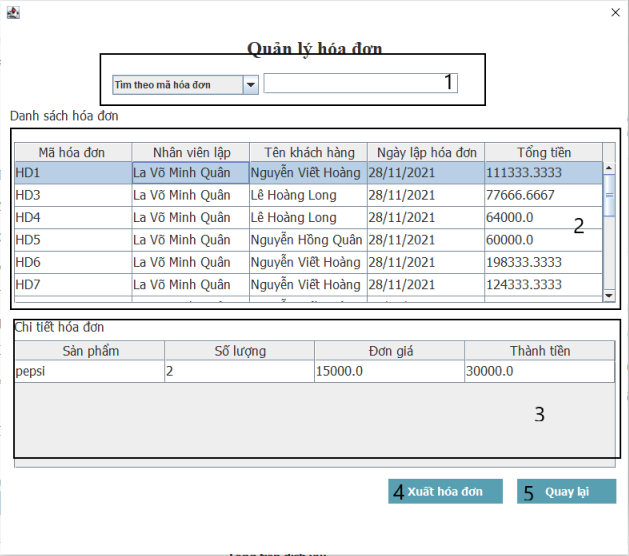 Quản lý hóa đơn
Tìm theo mã hóa đơn 1
Danh sách hóa đơn
Mã hóa đơn Nhân viên lập Tên khách hàng Ngày lập hóa đơn Tổng tiền
HD1 La Võ Minh Quân Nguyễn Viết Hoàng 28/11/2021 111333.3333
HD3 La Võ Minh Quân Lê Hoàng Long 28/11/2021 77666.6667
HD4 La Võ Minh Quân Lê Hoàng Long 28/11/2021 64000.0
2
HD5 La Võ Minh Quân Nguyễn Hồng Quân 28/11/2021 60000.0
HD6 La Võ Minh Quân Nguyễn Viết Hoàng 28/11/2021 198333.3333
HD7 La Võ Minh Quân Nguyễn Viết Hoàng 28/11/2021 124333.3333
Chi tiết hóa đơn
Sản phẩm Số lượng Đơn giá Thành tiền
pepsi 2 15000.0 30000.0
3
4 Xuất hóa đơn 5 Quay lại